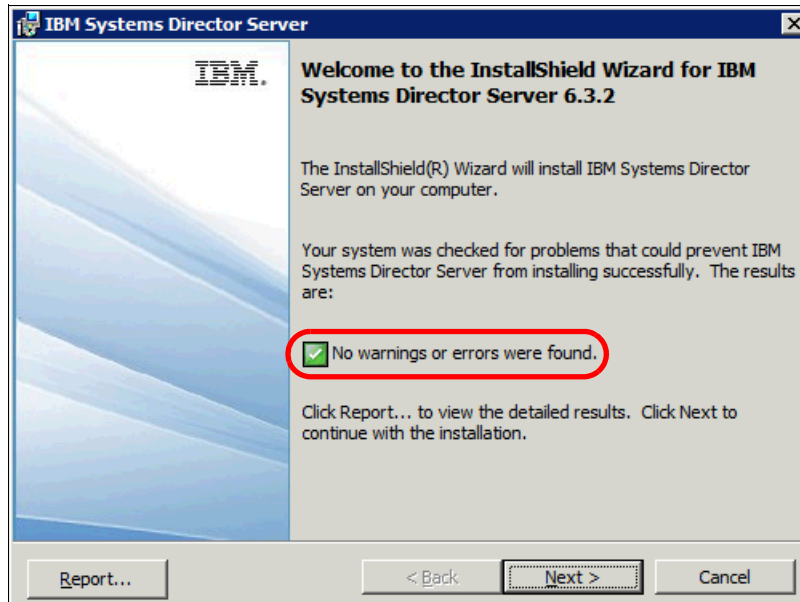 IBM Systems Director Server
IBM.
Welcome to the InstallShield Wizard for IBM
Systems Director Server 6.3.2
The InstallShield(R) Wizard will install IBM Systems Director
Server on your computer.
Your system was checked for problems that could prevent IBM
Systems Director Server from installing successfully.  The results
are:
No warnings or errors were found.
Click Report... to view the detailed results.  Click Next to
continue with the installation.
Report...
< Back
Next >
Cancel